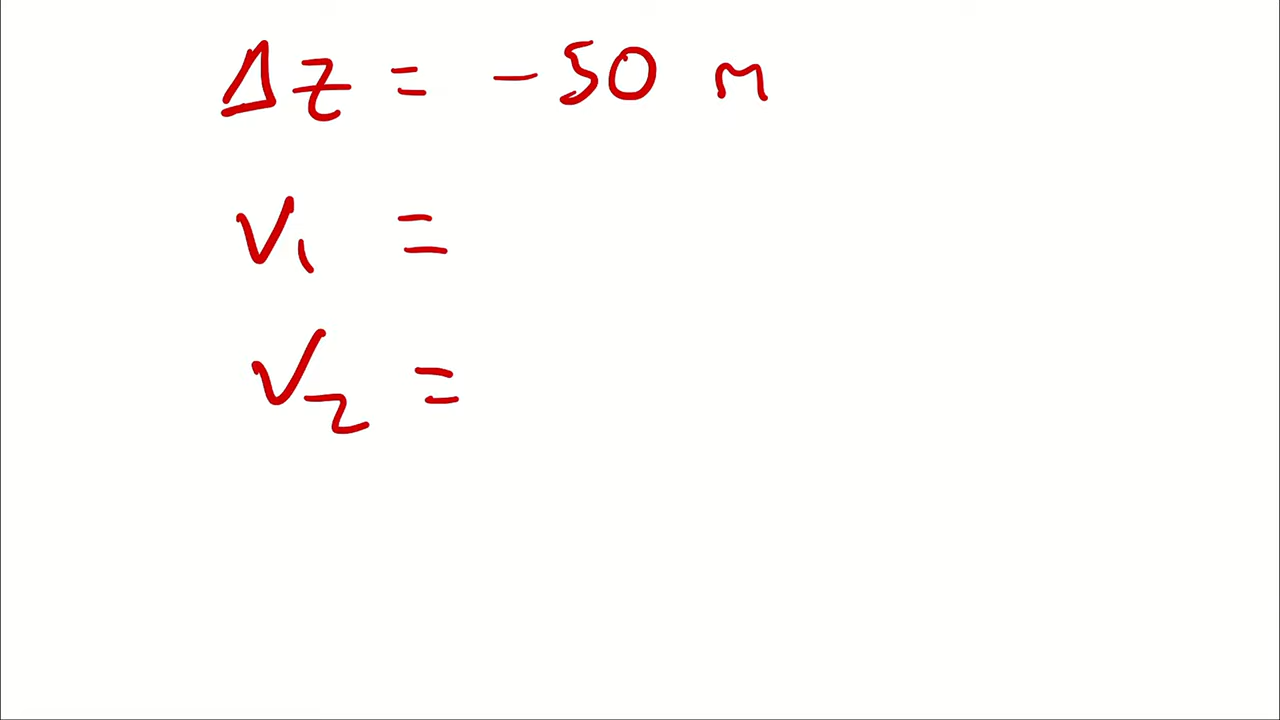 Δz = -50 m
V₁ =
V₂ =